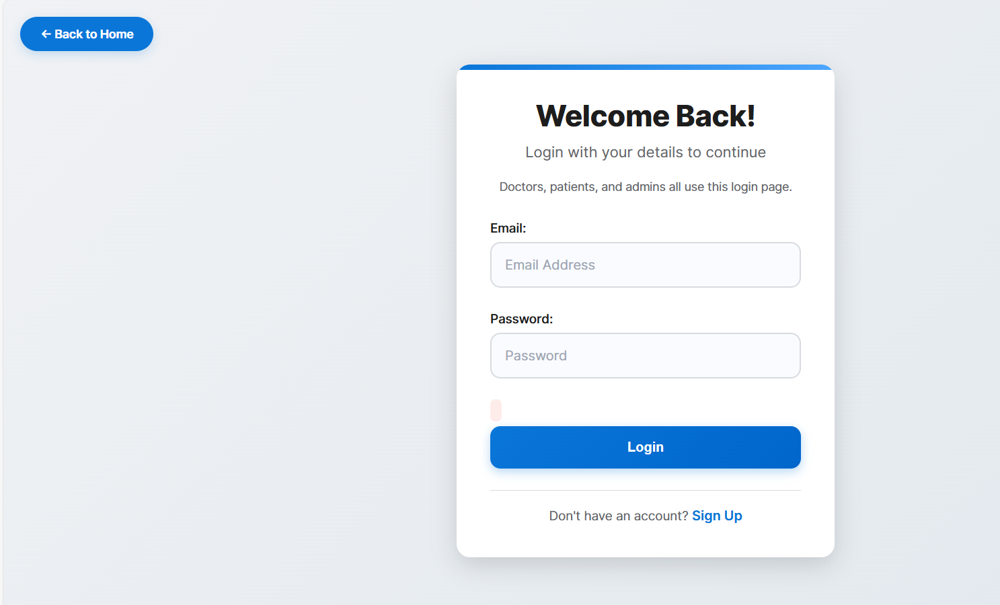 ← Back to Home
Welcome Back!
Login with your details to continue
Doctors, patients, and admins all use this login page.
Email:
Email Address
Password:
Password
Login
Don't have an account? Sign Up